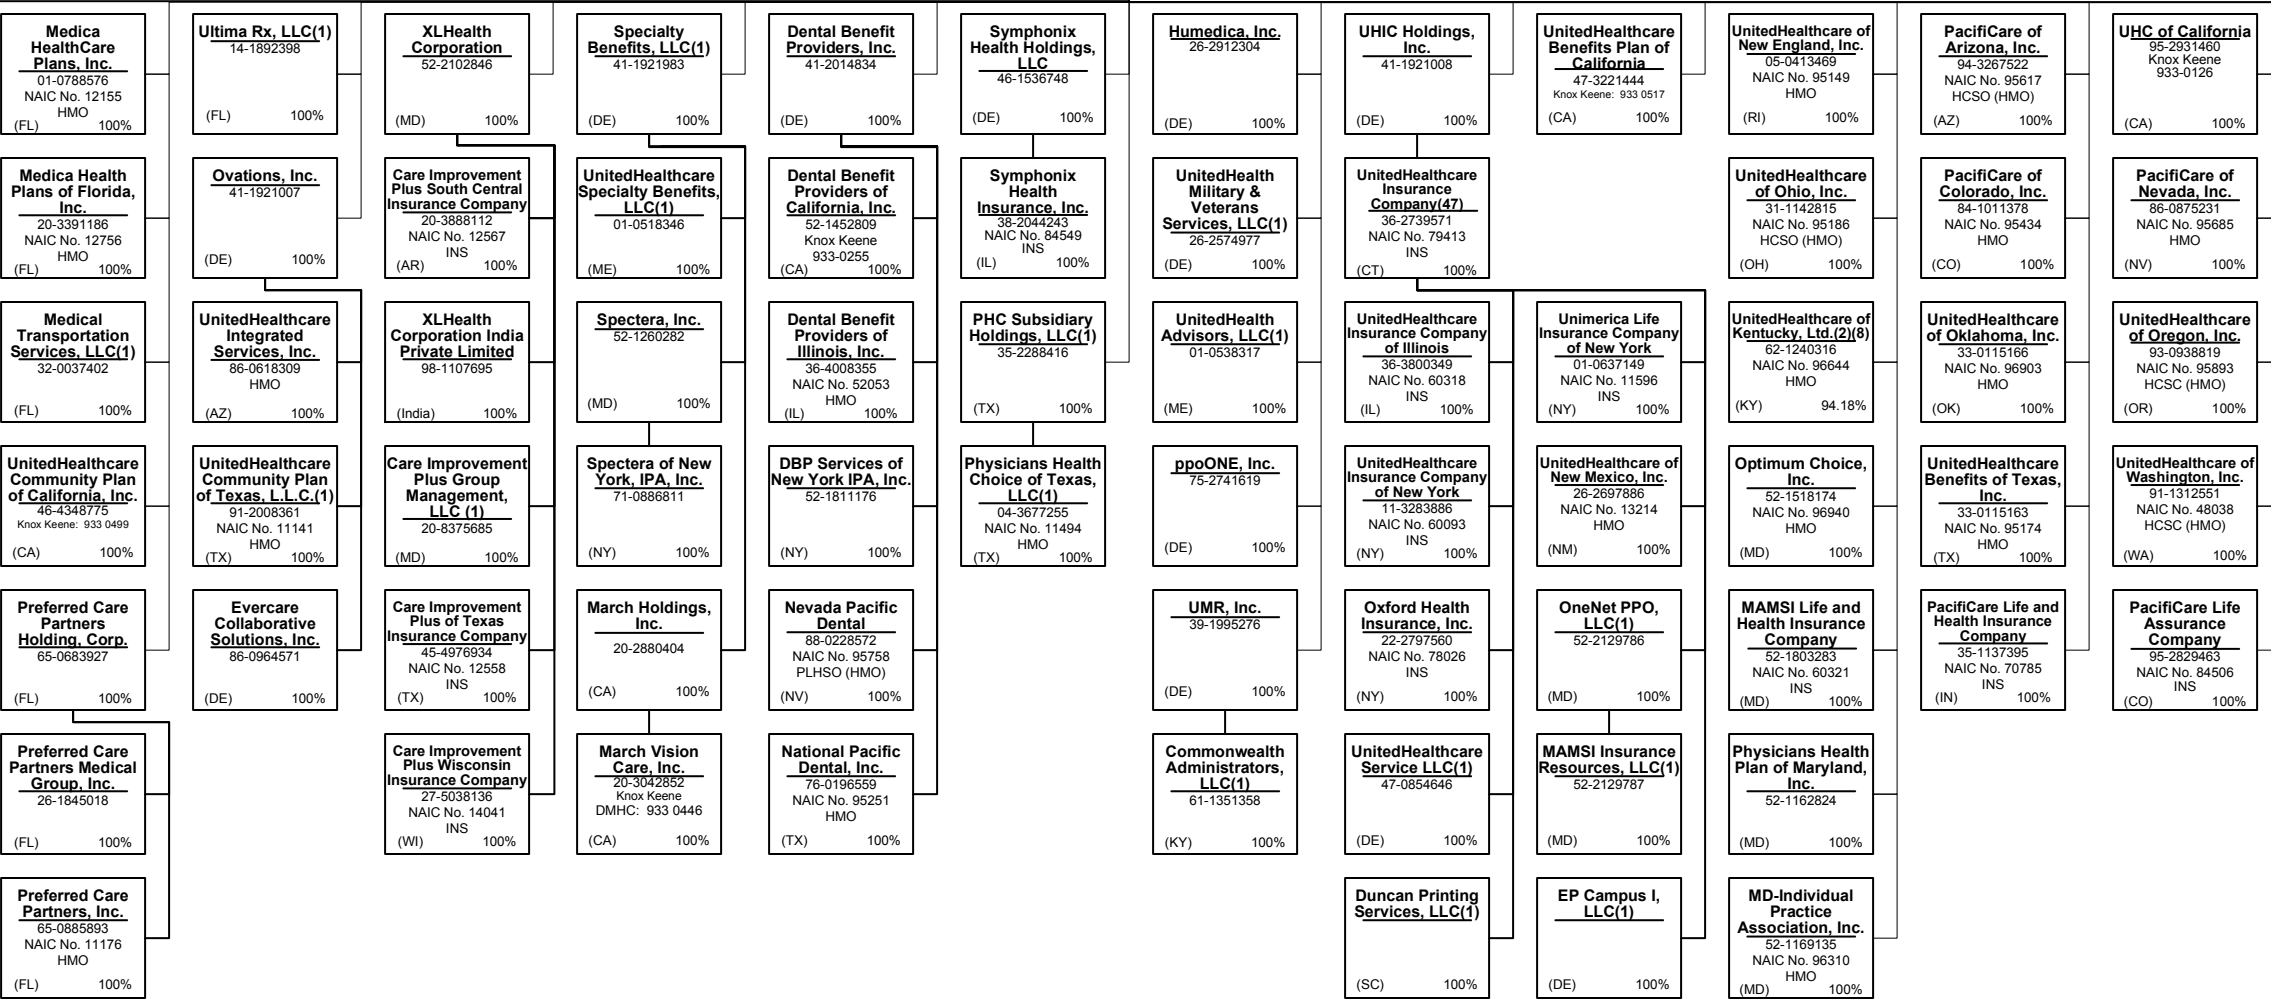 Medica
HealthCare
Plans, Inc.
01-0788576
NAIC No. 12155
HMO
(FL) 100%
Medica Health
Plans of Florida,
Inc.
20-3391186
NAIC No. 12756
HMO
(FL) 100%
Medical
Transportation
Services, LLC(1)
32-0037402
(FL) 100%
UnitedHealthcare
Community Plan
of California, Inc.
46-4348775
Knox Keene: 933 0499
(CA) 100%
Preferred Care
Partners
Holding, Corp.
65-0683927
(FL) 100%
Preferred Care
Partners Medical
Group, Inc.
26-1845018
(FL) 100%
Preferred Care
Partners, Inc.
65-0885893
NAIC No. 11176
HMO
(FL) 100%
Ultima Rx, LLC(1)
14-1892398
(FL) 100%
Ovations, Inc.
41-1921007
(DE) 100%
UnitedHealthcare
Integrated
Services, Inc.
86-0618309
HMO
(AZ) 100%
UnitedHealthcare
Community Plan
of Texas, L.L.C.(1)
91-2008361
NAIC No. 11141
HMO
(TX) 100%
Evercare
Collaborative
Solutions, Inc.
86-0964571
(DE) 100%
XLHealth
Corporation
52-2102846
(MD) 100%
Care Improvement
Plus South Central
Insurance Company
20-3888112
NAIC No. 12567
INS
(AR) 100%
XLHealth
Corporation India
Private Limited
98-1107695
(India) 100%
Care Improvement
Plus Group
Management,
LLC (1)
20-8375685
(MD) 100%
Care Improvement
Plus of Texas
Insurance Company
45-4976934
NAIC No. 12558
INS
(TX) 100%
Care Improvement
Plus Wisconsin
Insurance Company
27-5038136
NAIC No. 14041
INS
(WI) 100%
Specialty
Benefits, LLC(1)
41-1921983
(DE) 100%
UnitedHealthcare
Specialty Benefits,
LLC(1)
01-0518346
(ME) 100%
Spectera, Inc.
52-1260282
(MD) 100%
Spectera of New
York, IPA, Inc.
71-0886811
(NY) 100%
March Holdings,
Inc.
20-2880404
(CA) 100%
March Vision
Care, Inc.
20-3042852
Knox Keene
DMHC: 933 0446
(CA) 100%
Dental Benefit
Providers, Inc.
41-2014834
(DE) 100%
Dental Benefit
Providers of
California, Inc.
52-1452809
Knox Keene
933-0255
(CA) 100%
Dental Benefit
Providers of
Illinois, Inc.
36-4008355
NAIC No. 52053
HMO
(IL) 100%
DBP Services of
New York IPA, Inc.
52-1811176
(NY) 100%
Nevada Pacific
Dental
88-0228572
NAIC No. 95758
PLHSO (HMO)
(NV) 100%
National Pacific
Dental, Inc.
76-0196559
NAIC No. 95251
HMO
(TX) 100%
Symphonix
Health Holdings,
LLC
46-1536748
(DE) 100%
Symphonix
Health
Insurance, Inc.
38-2044243
NAIC No. 84549
INS
(IL) 100%
PHC Subsidiary
Holdings, LLC(1)
35-2288416
(TX) 100%
Physicians Health
Choice of Texas,
LLC(1)
04-3677255
NAIC No. 11494
HMO
(TX) 100%
Humedica, Inc.
26-2912304
(DE) 100%
UnitedHealth
Military &
Veterans
Services, LLC(1)
26-2574977
(DE) 100%
UnitedHealth
Advisors, LLC(1)
01-0538317
(ME) 100%
ppoONE, Inc.
75-2741619
(DE) 100%
UMR, Inc.
39-1995276
(DE) 100%
Commonwealth
Administrators,
LLC(1)
61-1351358
(KY) 100%
UHIC Holdings,
Inc.
41-1921008
(DE) 100%
UnitedHealthcare
Insurance
Company(47)
36-2739571
NAIC No. 79413
INS
(CT) 100%
UnitedHealthcare
Insurance Company
of Illinois
36-3800349
NAIC No. 60318
INS
(IL) 100%
UnitedHealthcare
Insurance Company
of New York
11-3283886
NAIC No. 60093
INS
(NY) 100%
Oxford Health
Insurance, Inc.
22-2797560
NAIC No. 78026
INS
(NY) 100%
UnitedHealthcare
Service LLC(1)
47-0854646
(DE) 100%
Duncan Printing
Services, LLC(1)
(SC) 100%
UnitedHealthcare
Benefits Plan of
California
47-3221444
Knox Keene: 933 0517
(CA) 100%
Unimerica Life
Insurance Company
of New York
01-0637149
NAIC No. 11596
INS
(NY) 100%
UnitedHealthcare of
New Mexico, Inc.
26-2697886
NAIC No. 13214
HMO
(NM) 100%
OneNet PPO,
LLC(1)
52-2129786
(MD) 100%
MAMSI Insurance
Resources, LLC(1)
52-2129787
(MD) 100%
EP Campus I,
LLC(1)
(DE) 100%
UnitedHealthcare of
New England, Inc.
05-0413469
NAIC No. 95149
HMO
(RI) 100%
UnitedHealthcare
of Ohio, Inc.
31-1142815
NAIC No. 95186
HCSO (HMO)
(OH) 100%
UnitedHealthcare of
Kentucky, Ltd.(2)(8)
62-1240316
NAIC No. 96644
HMO
(KY) 94.18%
Optimum Choice,
Inc.
52-1518174
NAIC No. 96940
HMO
(MD) 100%
MAMSI Life and
Health Insurance
Company
52-1803283
NAIC No. 60321
INS
(MD) 100%
Physicians Health
Plan of Maryland,
Inc.
52-1162824
(MD) 100%
MD-Individual
Practice
Association, Inc.
52-1169135
NAIC No. 96310
HMO
(MD) 100%
PacifiCare of
Arizona, Inc.
94-3267522
NAIC No. 95617
HCSO (HMO)
(AZ) 100%
PacifiCare of
Colorado, Inc.
84-1011378
NAIC No. 95434
HMO
(CO) 100%
UnitedHealthcare
of Oklahoma, Inc.
33-0115166
NAIC No. 96903
HMO
(OK) 100%
UnitedHealthcare
Benefits of Texas,
Inc.
33-0115163
NAIC No. 95174
HMO
(TX) 100%
PacifiCare Life and
Health Insurance
Company
35-1137395
NAIC No. 70785
INS
(IN) 100%
UHC of California
95-2931460
Knox Keene
933-0126
(CA) 100%
PacifiCare of
Nevada, Inc.
86-0875231
NAIC No. 95685
HMO
(NV) 100%
UnitedHealthcare
of Oregon, Inc.
93-0938819
NAIC No. 95893
HCSC (HMO)
(OR) 100%
UnitedHealthcare of
Washington, Inc.
91-1312551
NAIC No. 48038
HCSC (HMO)
(WA) 100%
PacifiCare Life
Assurance
Company
95-2829463
NAIC No. 84506
INS
(CO) 100%